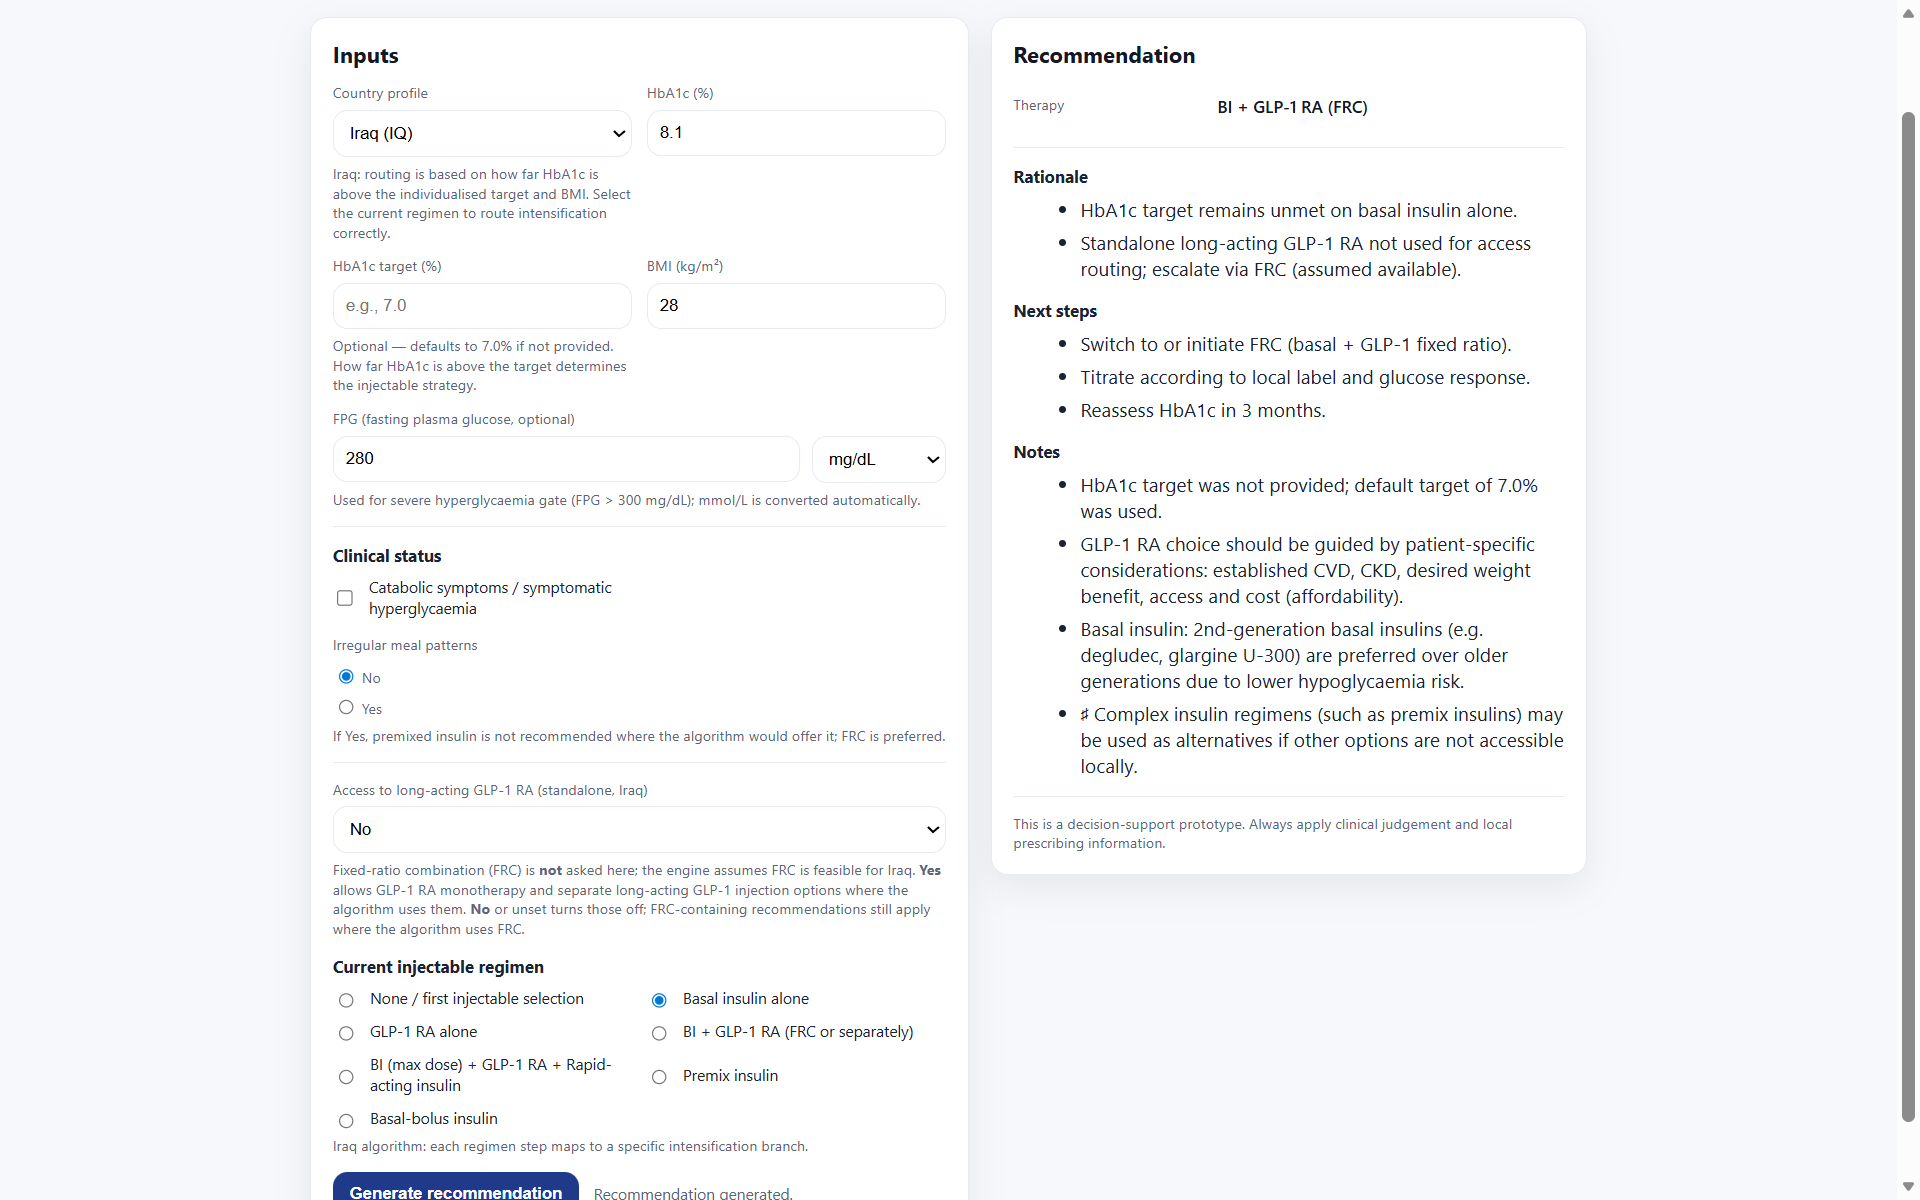 Inputs
Country profile
Iraq (IQ)
HbA1c (%)
8.1
Iraq: routing is based on how far HbA1c is
above the individualised target and BMI. Select
the current regimen to route intensification
correctly.
HbA1c target (%)
e.g., 7.0
BMI (kg/m²)
28
Optional — defaults to 7.0% if not provided.
How far HbA1c is above the target determines
the injectable strategy.
FPG (fasting plasma glucose, optional)
280
mg/dL
Used for severe hyperglycaemia gate (FPG > 300 mg/dL); mmol/L is converted automatically.
Clinical status
Catabolic symptoms / symptomatic
hyperglycaemia
Irregular meal patterns
No
Yes
If Yes, premixed insulin is not recommended where the algorithm would offer it; FRC is preferred.
Access to long-acting GLP-1 RA (standalone, Iraq)
No
Fixed-ratio combination (FRC) is not asked here; the engine assumes FRC is feasible for Iraq. Yes
allows GLP-1 RA monotherapy and separate long-acting GLP-1 injection options where the
algorithm uses them. No or unset turns those off; FRC-containing recommendations still apply
where the algorithm uses FRC.
Current injectable regimen
None / first injectable selection
Basal insulin alone
GLP-1 RA alone
BI + GLP-1 RA (FRC or separately)
BI (max dose) + GLP-1 RA + Rapid-
acting insulin
Premix insulin
Basal-bolus insulin
Iraq algorithm: each regimen step maps to a specific intensification branch.
Generate recommendation
Recommendation generated.
Recommendation
Therapy
BI + GLP-1 RA (FRC)
Rationale
• HbA1c target remains unmet on basal insulin alone.
• Standalone long-acting GLP-1 RA not used for access
routing; escalate via FRC (assumed available).
Next steps
• Switch to or initiate FRC (basal + GLP-1 fixed ratio).
• Titrate according to local label and glucose response.
• Reassess HbA1c in 3 months.
Notes
• HbA1c target was not provided; default target of 7.0%
was used.
• GLP-1 RA choice should be guided by patient-specific
considerations: established CVD, CKD, desired weight
benefit, access and cost (affordability).
• Basal insulin: 2nd-generation basal insulins (e.g.
degludec, glargine U-300) are preferred over older
generations due to lower hypoglycaemia risk.
• ♯ Complex insulin regimens (such as premix insulins) may
be used as alternatives if other options are not accessible
locally.
This is a decision-support prototype. Always apply clinical judgement and local
prescribing information.